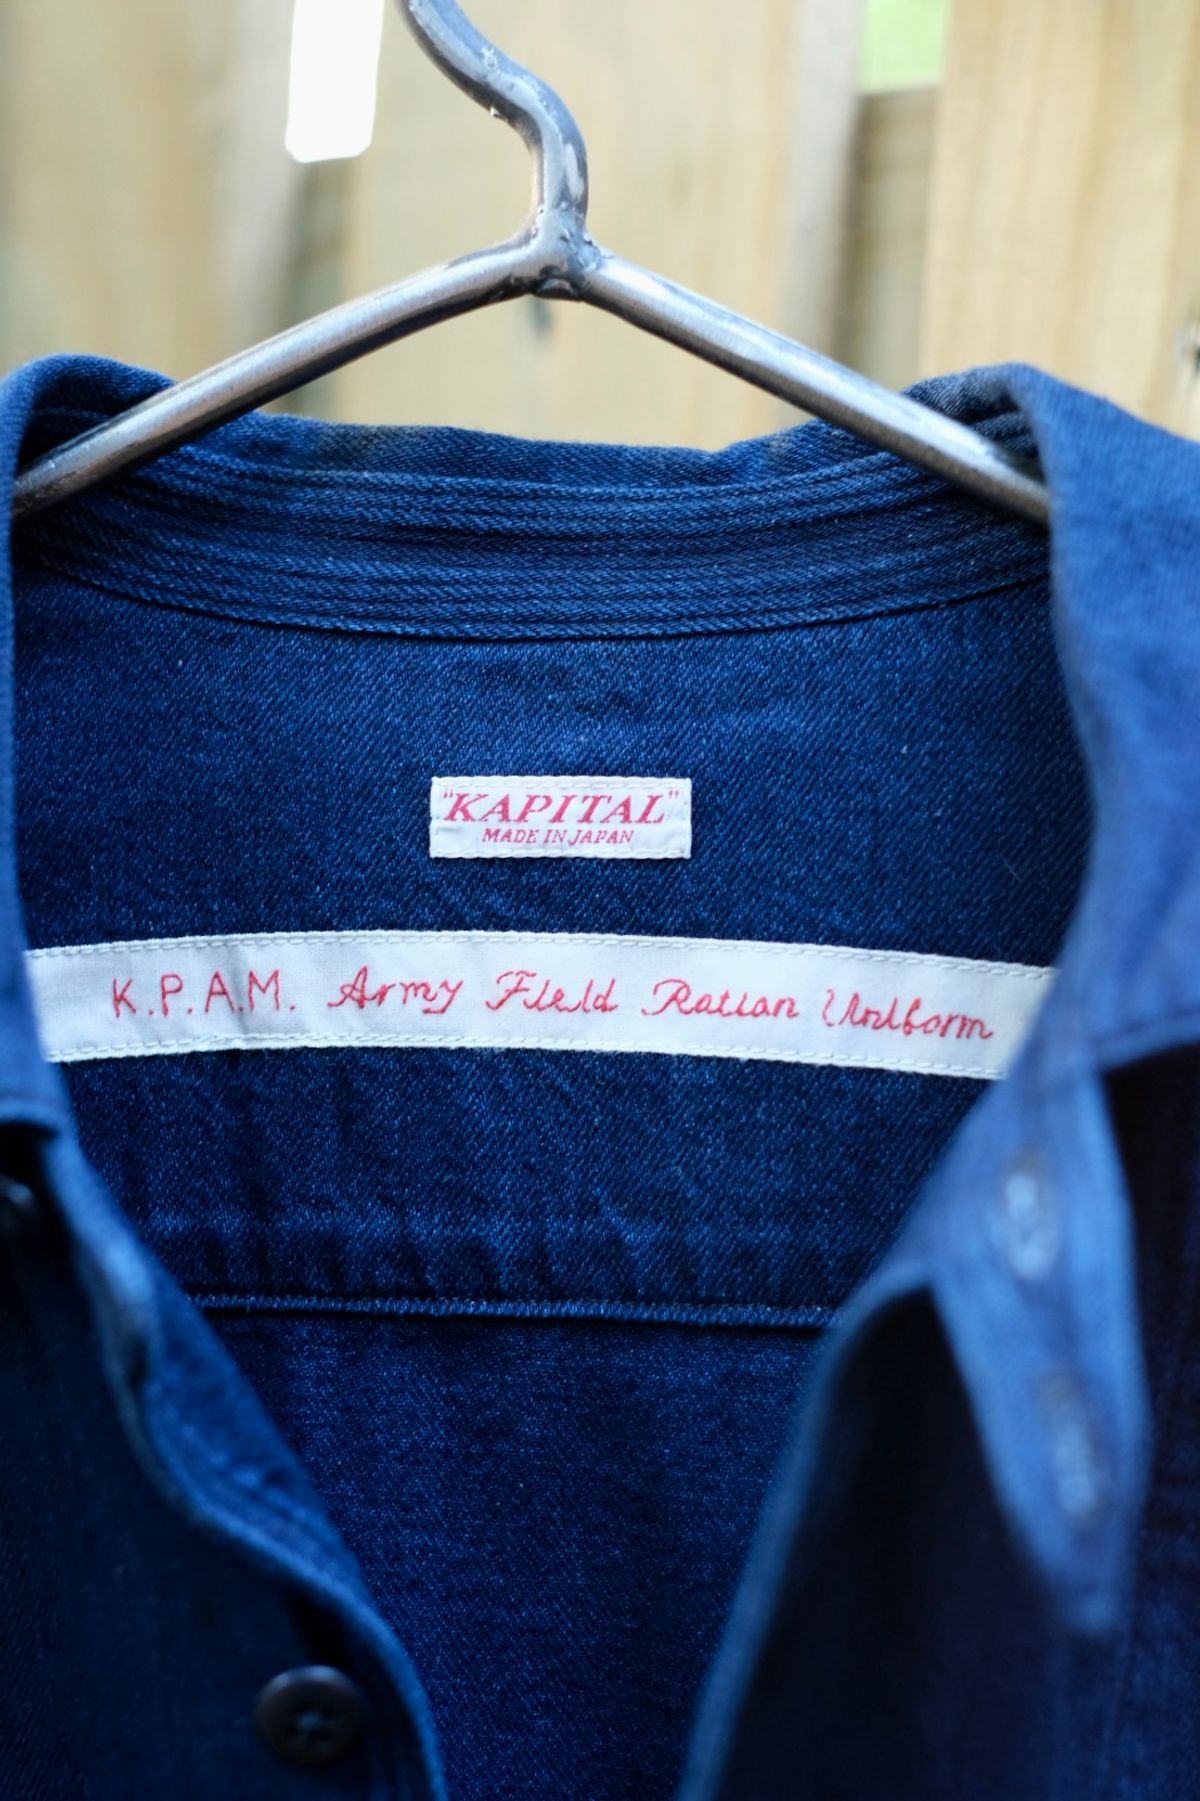 "KAPITAL"
MADE IN JAPAN
K.P.A.M. Army Field Ration Uniform